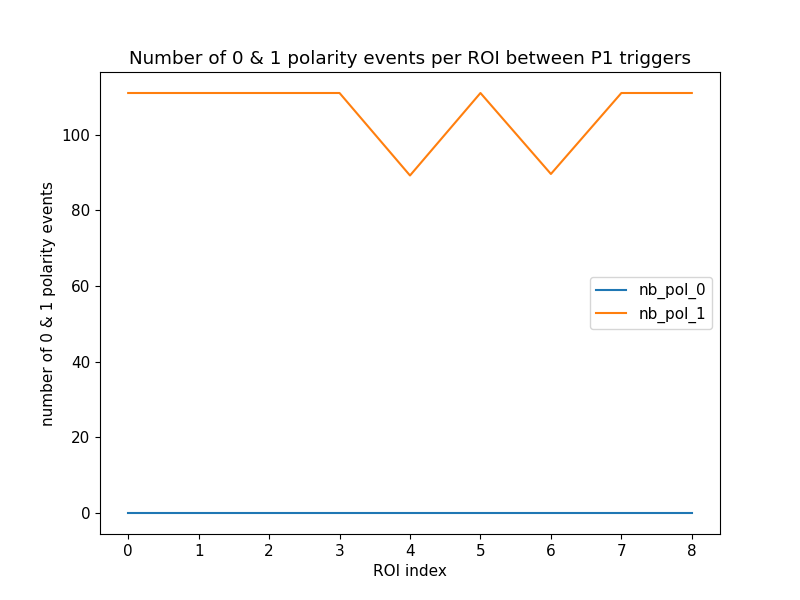 Number of 0 & 1 polarity events per ROI between P1 triggers
number of 0 & 1 polarity events
100
80
60
40
20
0
nb_pol_0
nb_pol_1
0 1 2 3 4 5 6 7 8
ROI index